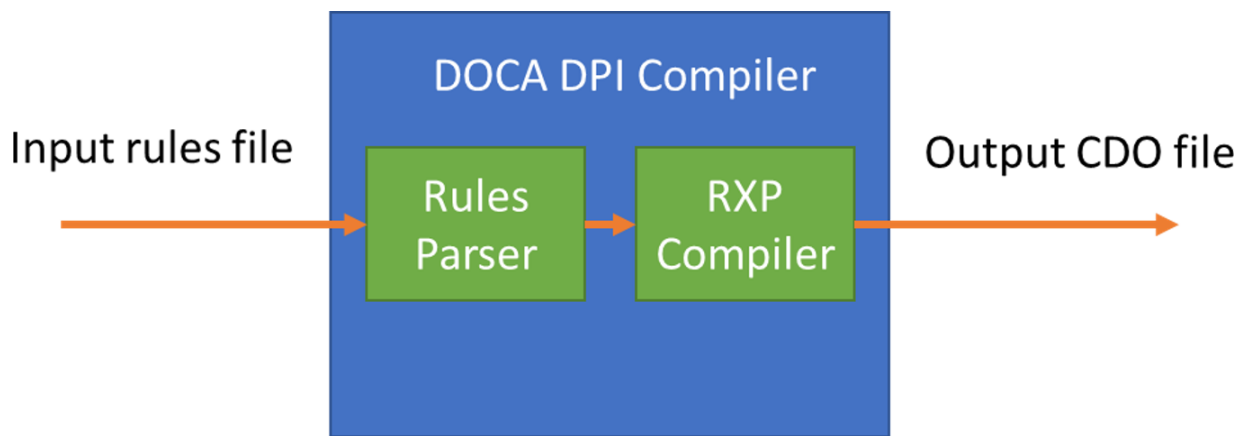 DOCA DPI Compiler
Input rules file
Rules
Parser
RXP
Compiler
Output CDO file